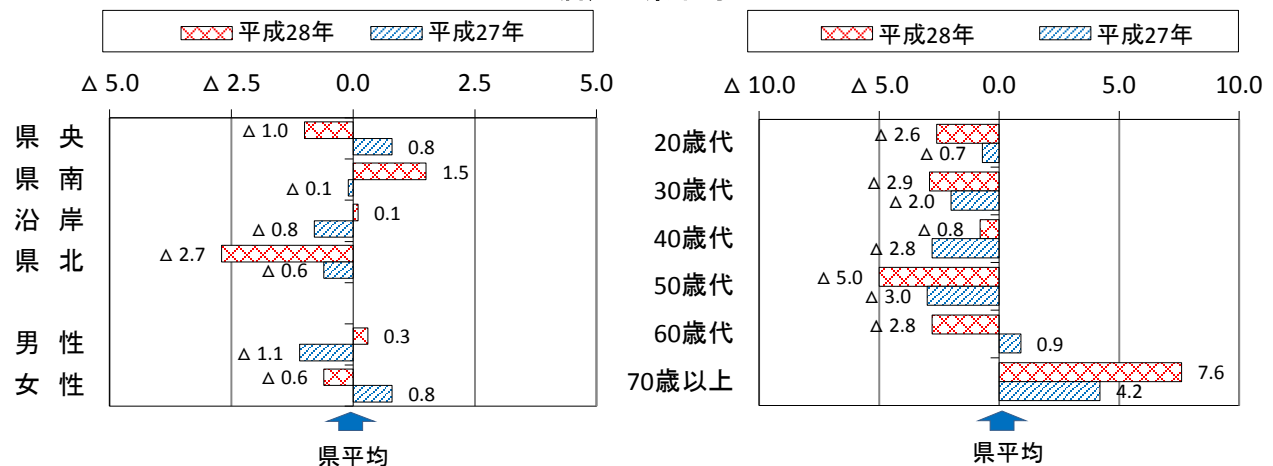 平成28年 平成27年
△ 5.0 △ 2.5 0.0 2.5 5.0
県 央 △ 1.0 0.8
県 南 1.5 △ 0.1
沿 岸 0.1 △ 0.8
県 北 △ 2.7 △ 0.6
男 性 0.3 △ 1.1
女 性 △ 0.6 0.8
県平均
平成28年 平成27年
△ 10.0 △ 5.0 0.0 5.0 10.0
20歳代 △ 2.6 △ 0.7
30歳代 △ 2.9 △ 2.0
40歳代 △ 0.8 △ 2.8
50歳代 △ 5.0 △ 3.0
60歳代 △ 2.8 0.9
70歳以上 7.6 4.2
県平均